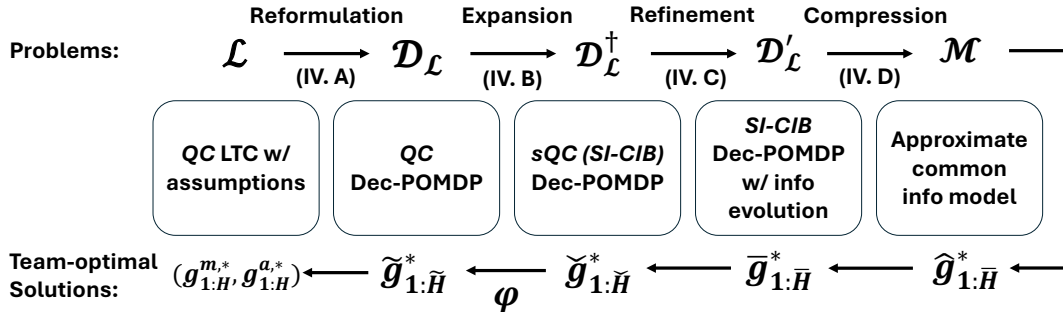 Reformulation Expansion Refinement Compression
Problems: ℒ 𝒟_ℒ 𝒟_ℒ^† 𝒟_ℒ′ ℳ
(IV. A) (IV. B) (IV. C) (IV. D)
QC LTC w/
assumptions
QC
Dec-POMDP
sQC (SI-CIB)
Dec-POMDP
SI-CIB
Dec-POMDP
w/ info
evolution
Approximate
common
info model
Team-optimal
Solutions:
(g^{m,*}_{1:H}, g^{a,*}_{1:H}) g̃^*_{1:H̃} ǧ^*_{1:Ȟ} ḡ^*_{1:H̄} ĝ^*_{1:H̄}
φ